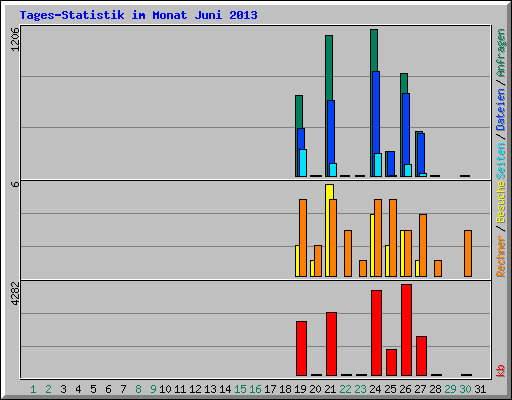 Tages-Statistik im Monat Juni 2013
1206
6
4282
Anfragen / Dateien / Seiten
Rechner / Besuche
kb
1 2 3 4 5 6 7 8 9 10 11 12 13 14 15 16 17 18 19 20 21 22 23 24 25 26 27 28 29 30 31